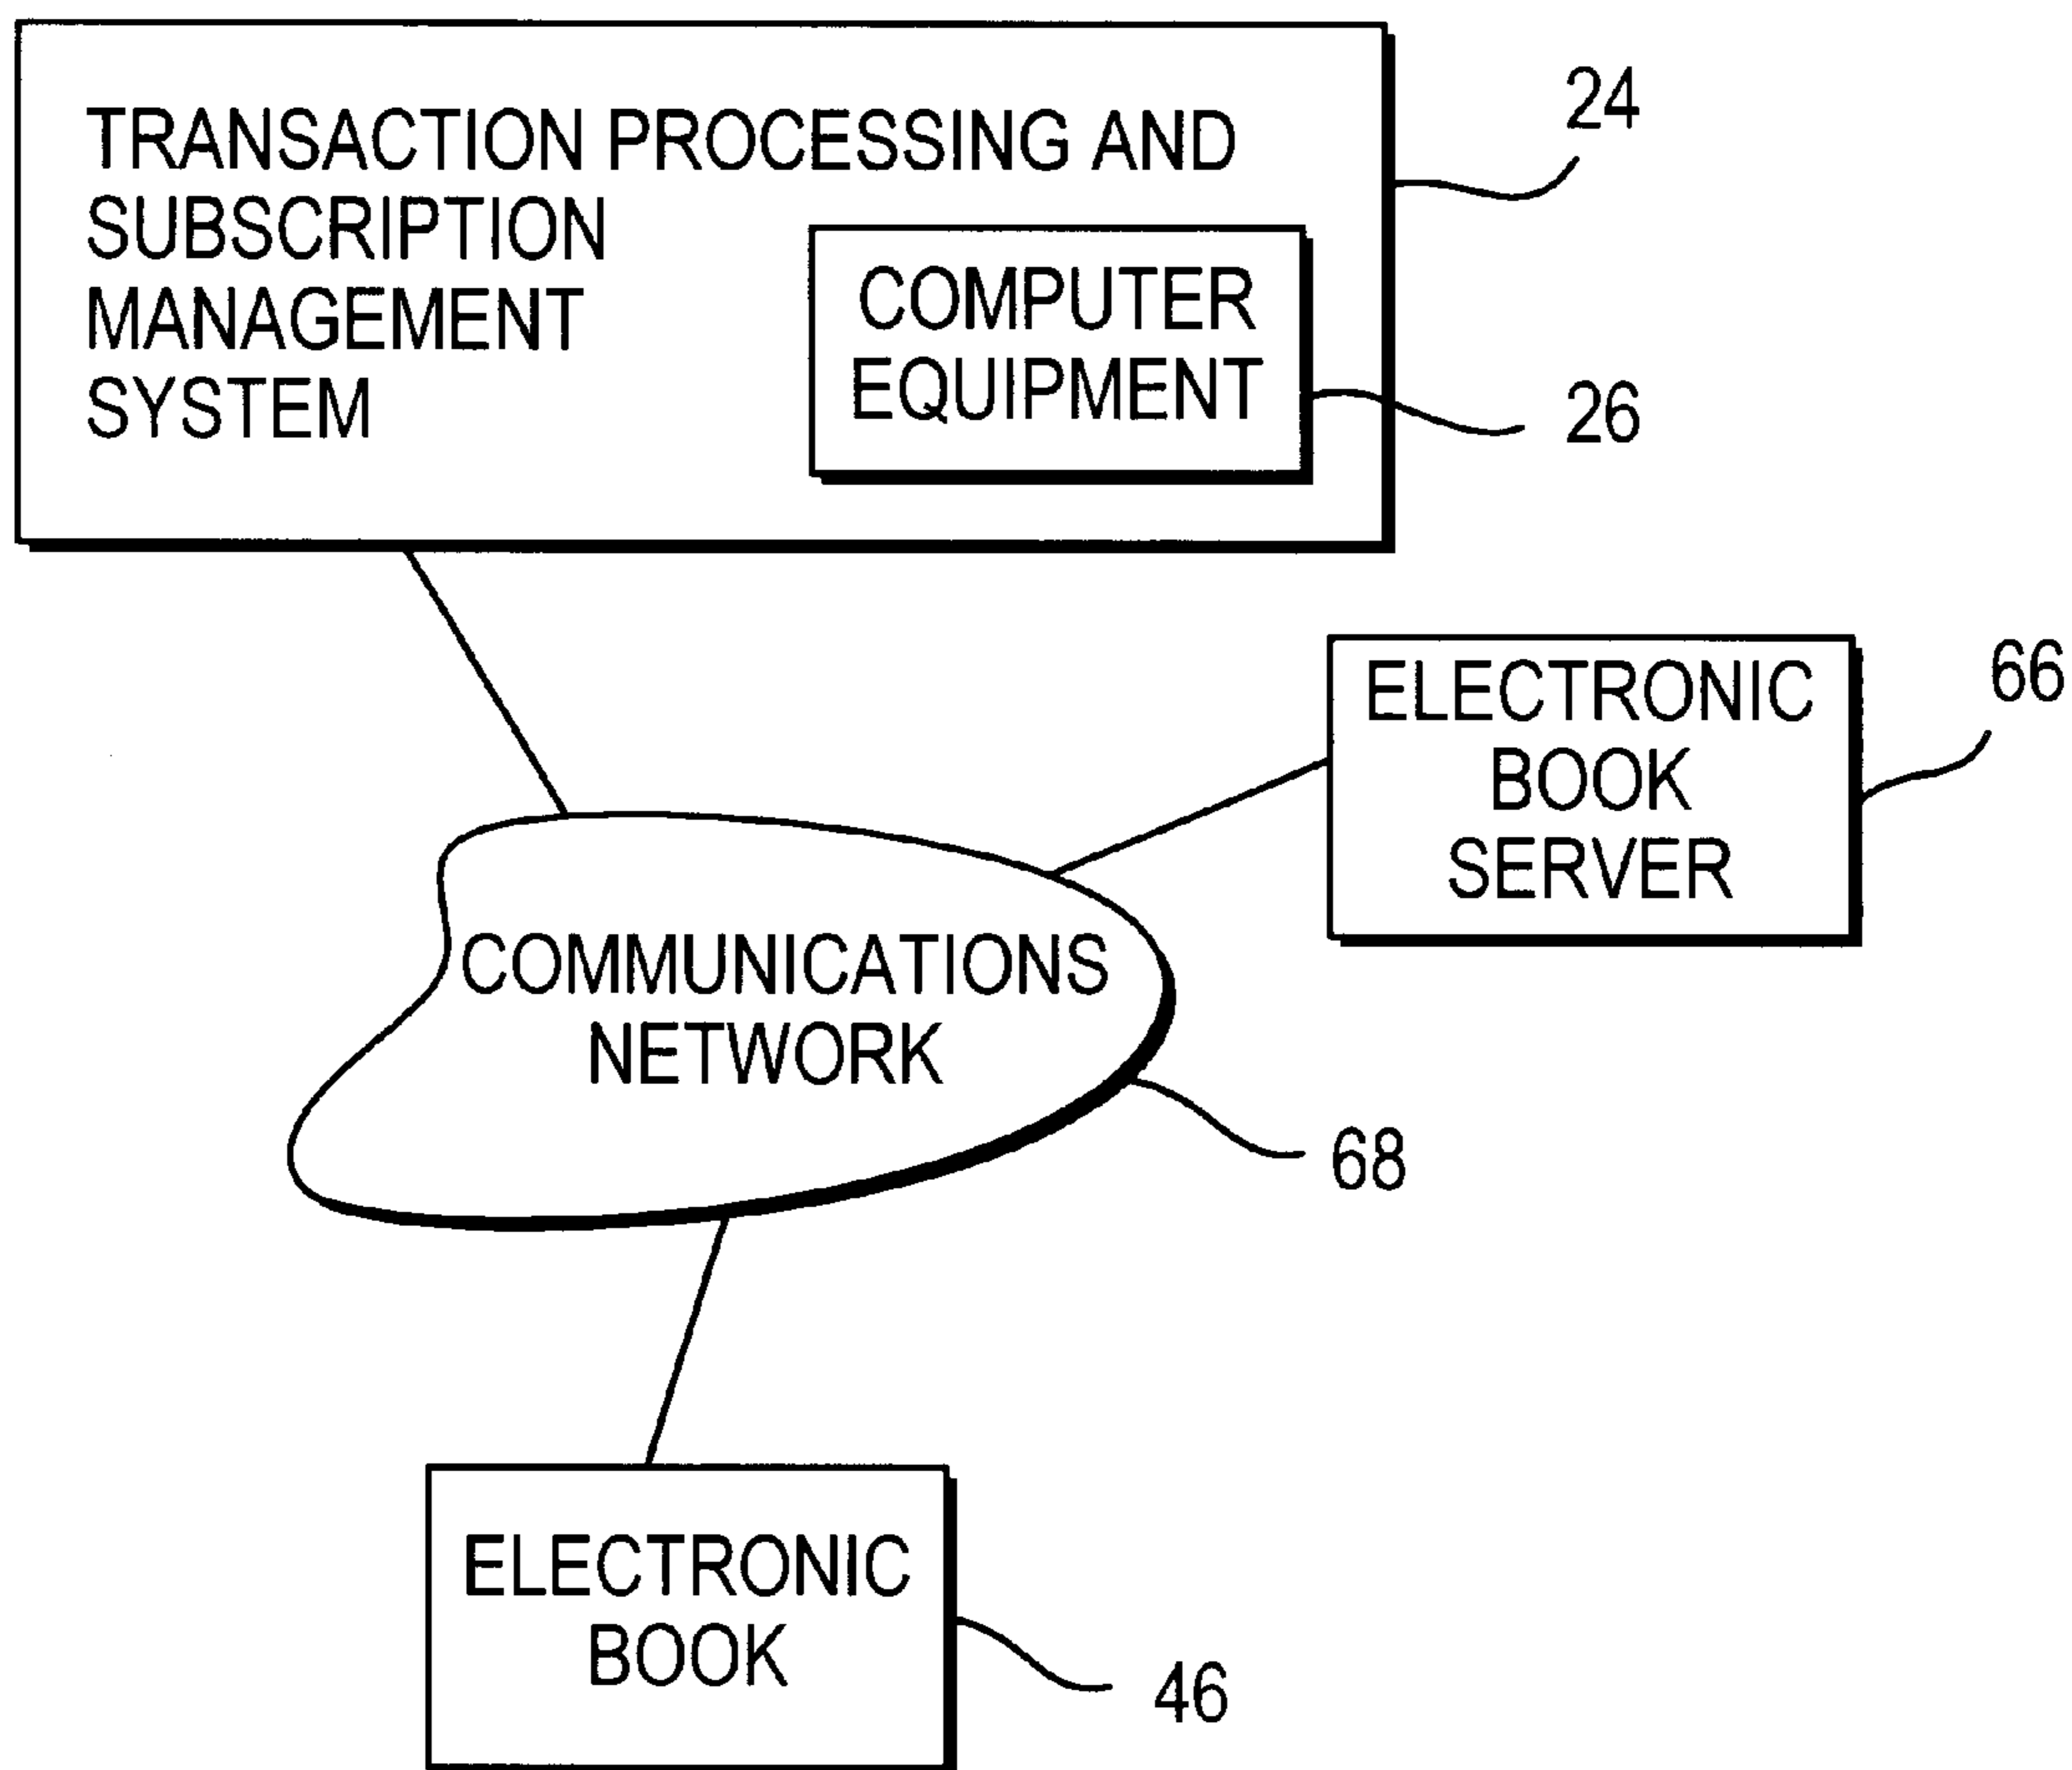 TRANSACTION PROCESSING AND
SUBSCRIPTION
MANAGEMENT
SYSTEM
COMPUTER
EQUIPMENT
24
26
ELECTRONIC
BOOK
SERVER
66
COMMUNICATIONS
NETWORK
68
ELECTRONIC
BOOK
46